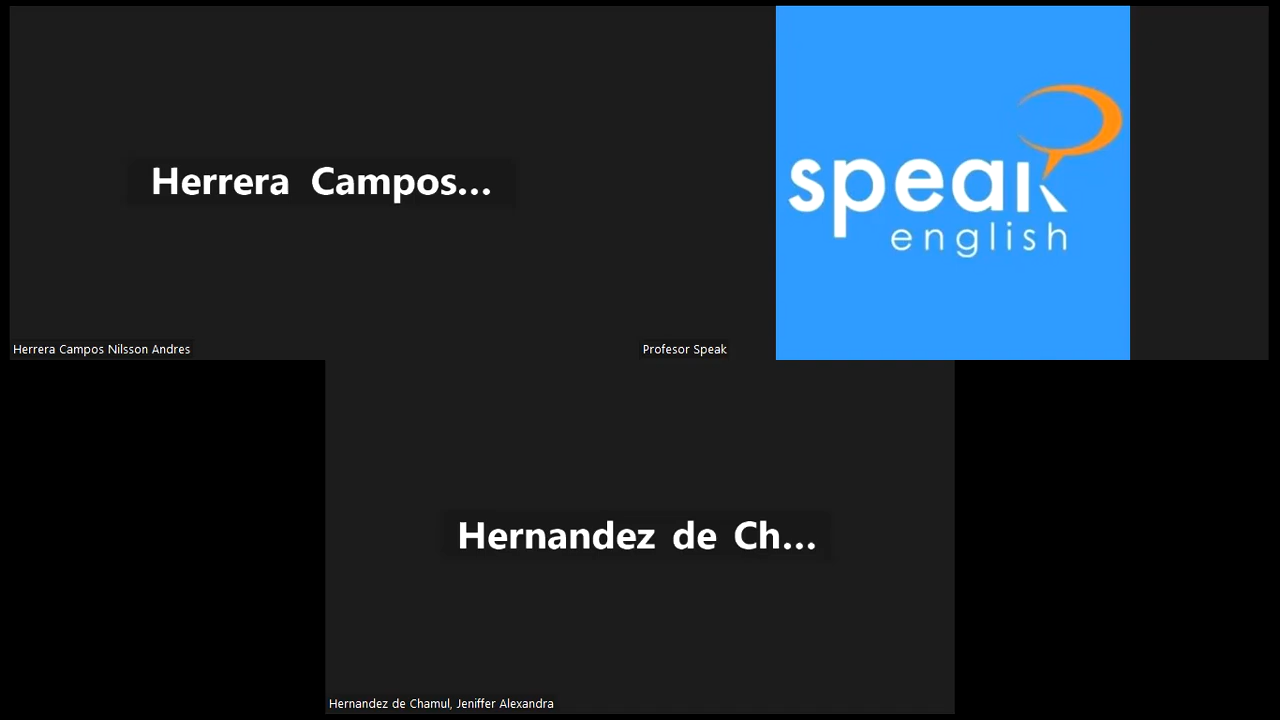 Herrera Campos...
Herrera Campos Nilsson Andres
speak
english
Profesor Speak
Hernandez de Ch...
Hernandez de Chamul, Jeniffer Alexandra